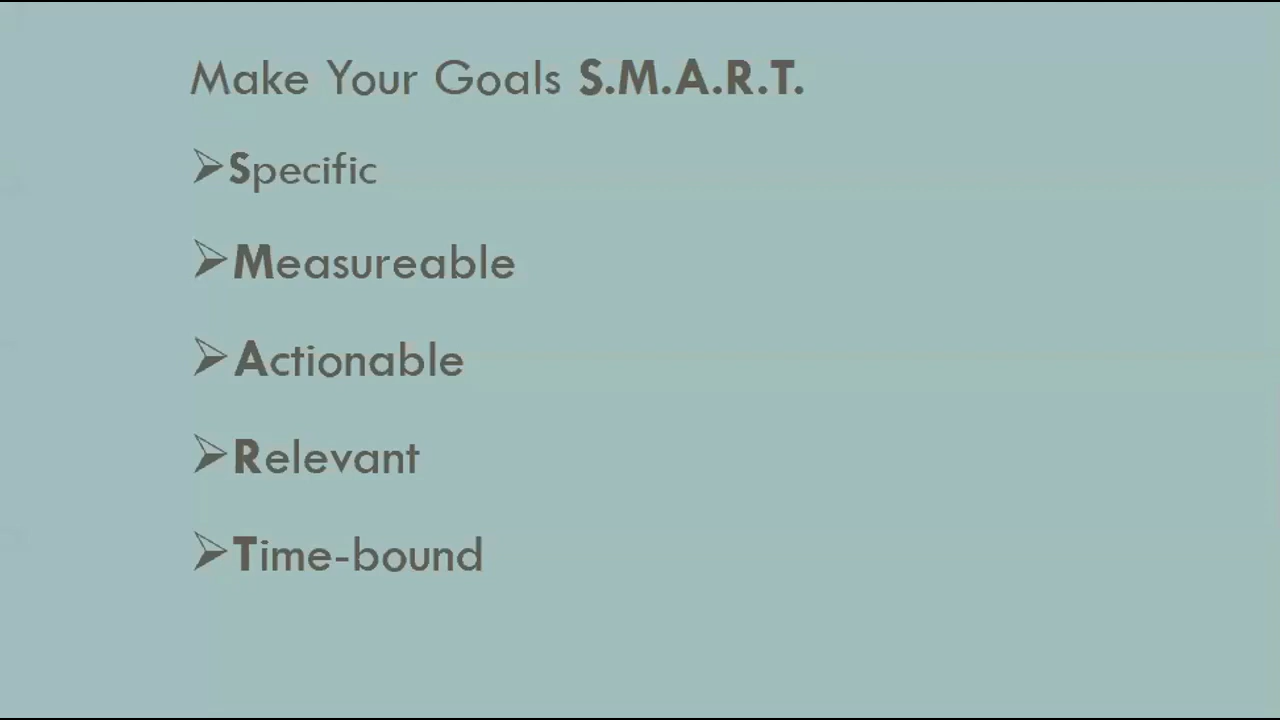 Make Your Goals S.M.A.R.T.
➢Specific
➢Measureable
➢Actionable
➢Relevant
➢Time-bound